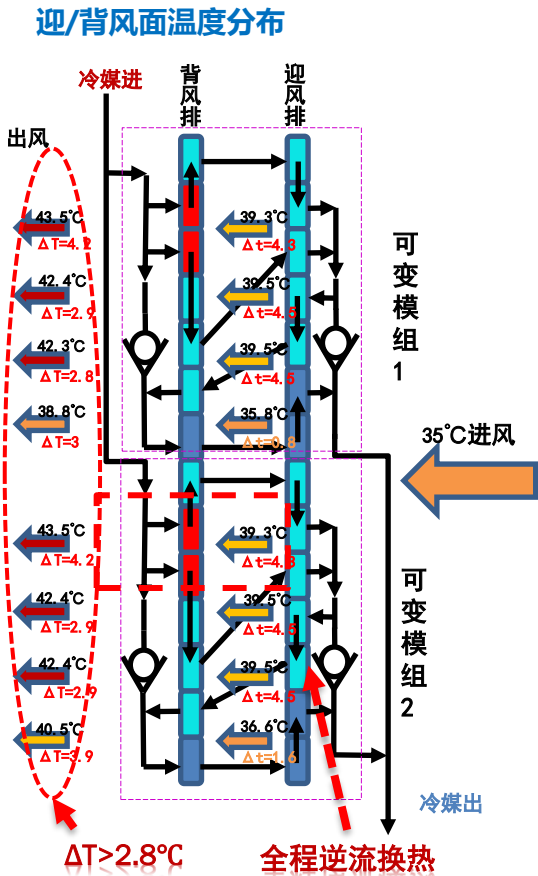 迎/背风面温度分布
冷媒进
背风排
迎风排
出风
43.5℃
ΔT=4.2
39.3℃
Δt=4.3
42.4℃
ΔT=2.9
39.5℃
Δt=4.5
42.3℃
ΔT=2.8
39.5℃
Δt=4.5
38.8℃
ΔT=3
35.8℃
Δt=0.8
可变模组1
35℃进风
43.5℃
ΔT=4.2
39.3℃
Δt=4.3
42.4℃
ΔT=2.9
39.5℃
Δt=4.5
42.4℃
ΔT=2.9
39.5℃
Δt=4.5
40.5℃
ΔT=3.9
36.6℃
Δt=1.6
可变模组2
冷媒出
ΔT>2.8℃
全程逆流换热